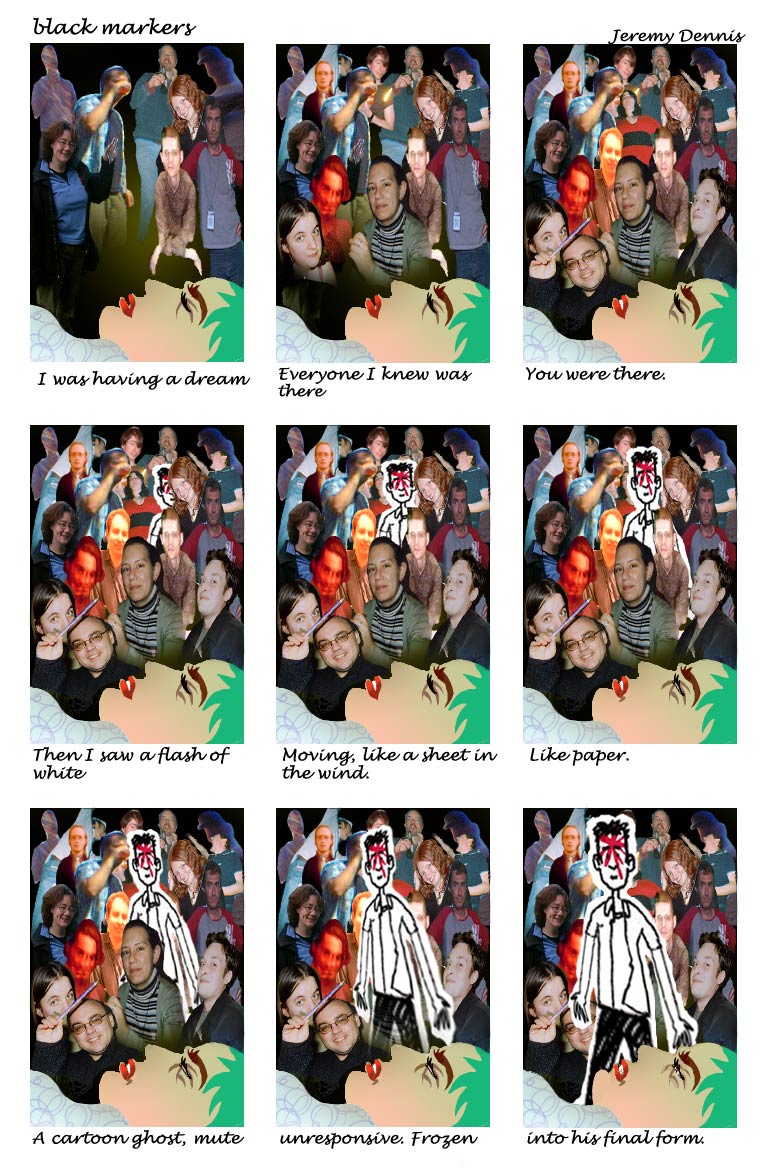 black markers
Jeremy Dennis
I was having a dream
Everyone I knew was
there
You were there.
Then I saw a flash of
white
Moving, like a sheet in
the wind.
Like paper.
A cartoon ghost, mute
unresponsive. Frozen
into his final form.